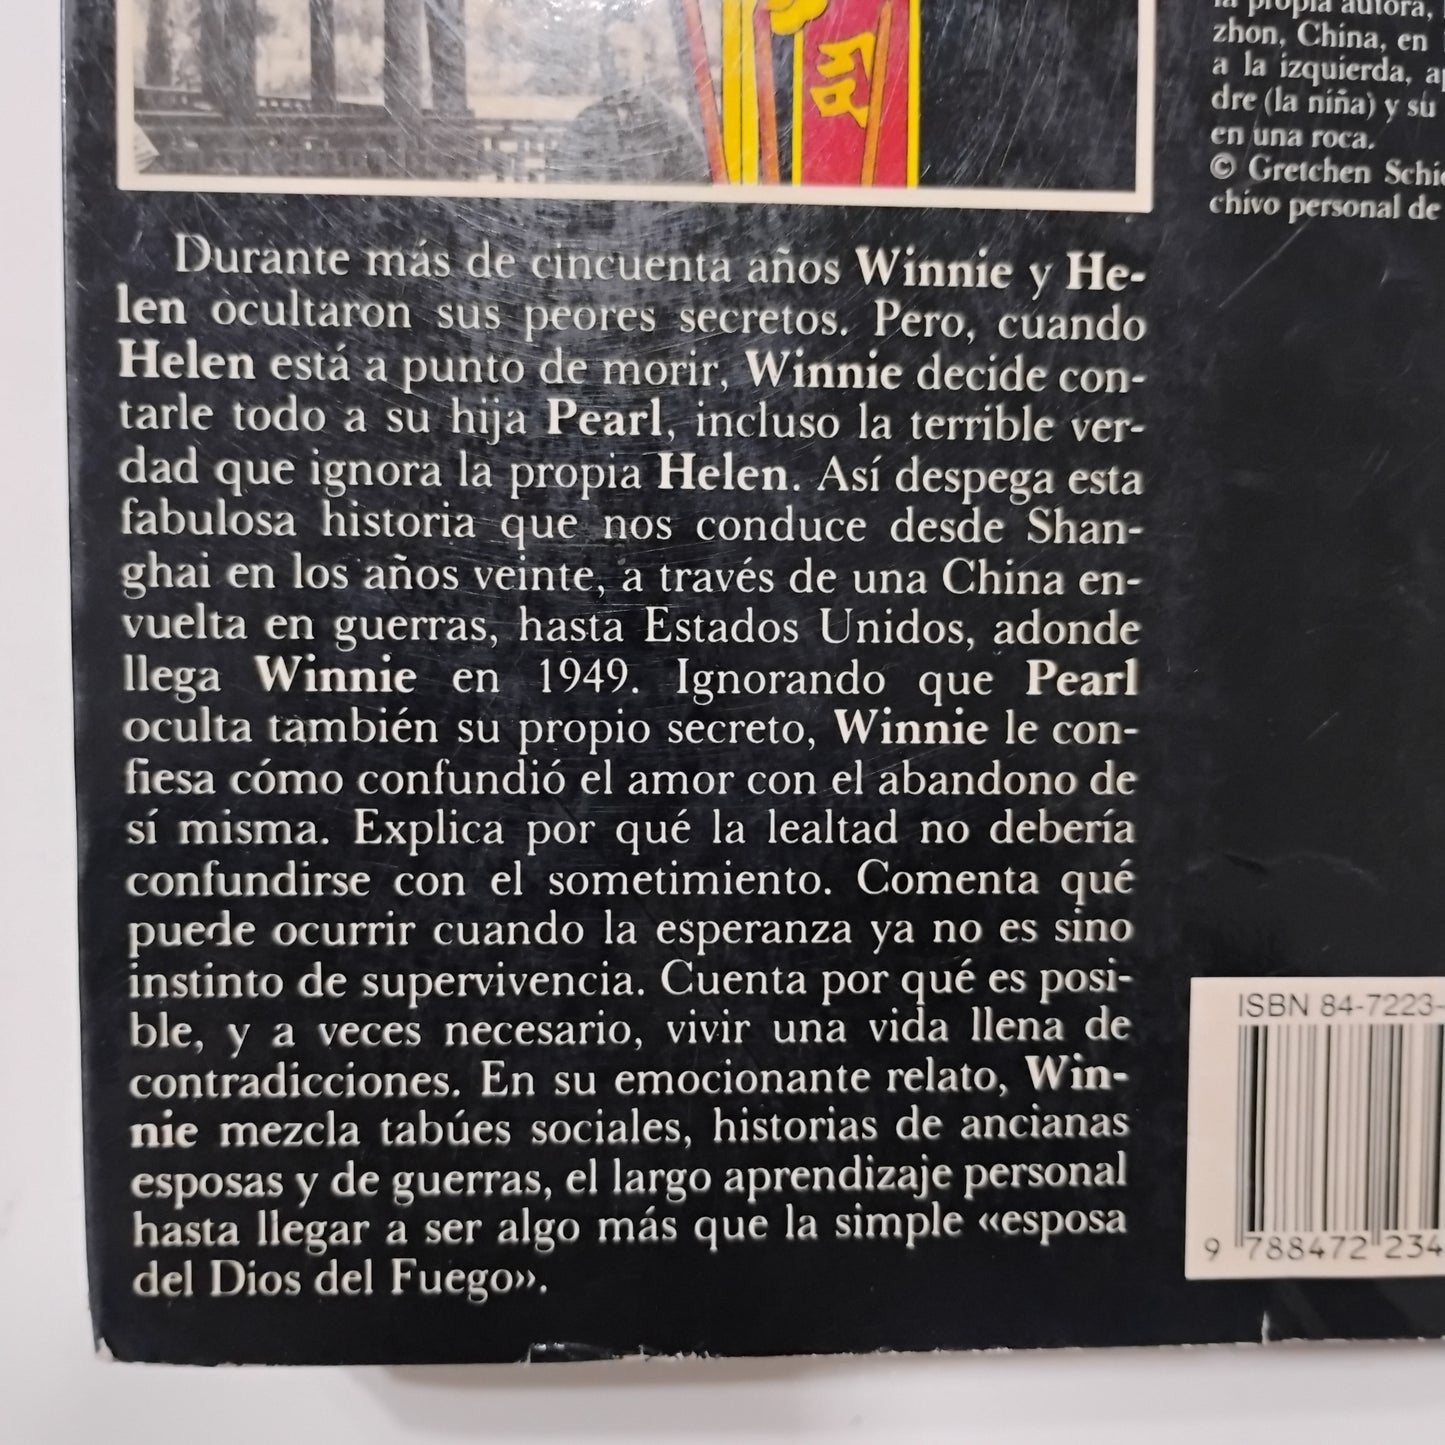 la propia autora,
zhon, China, en
a la izquierda,
dre (la niña) y su
en una roca.
© Gretchen
chivo personal de
Durante más de cincuenta años Winnie y He-
len ocultaron sus peores secretos. Pero, cuando
Helen está a punto de morir, Winnie decide con-
tarle todo a su hija Pearl, incluso la terrible ver-
dad que ignora la propia Helen. Así despega esta
fabulosa historia que nos conduce desde Shan-
ghai en los años veinte, a través de una China en-
vuelta en guerras, hasta Estados Unidos, adonde
llega Winnie en 1949. Ignorando que Pearl
oculta también su propio secreto, Winnie le con-
fiesa cómo confundió el amor con el abandono de
sí misma. Explica por qué la lealtad no debería
confundirse con el sometimiento. Comenta qué
puede ocurrir cuando la esperanza ya no es sino
instinto de supervivencia. Cuenta por qué es posi-
ble, y a veces necesario, vivir una vida llena de
contradicciones. En su emocionante relato, Win-
nie mezcla tabúes sociales, historias de ancianas
esposas y de guerras, el largo aprendizaje personal
hasta llegar a ser algo más que la simple «esposa
del Dios del Fuego».
ISBN 84-7223-
9 788472 234